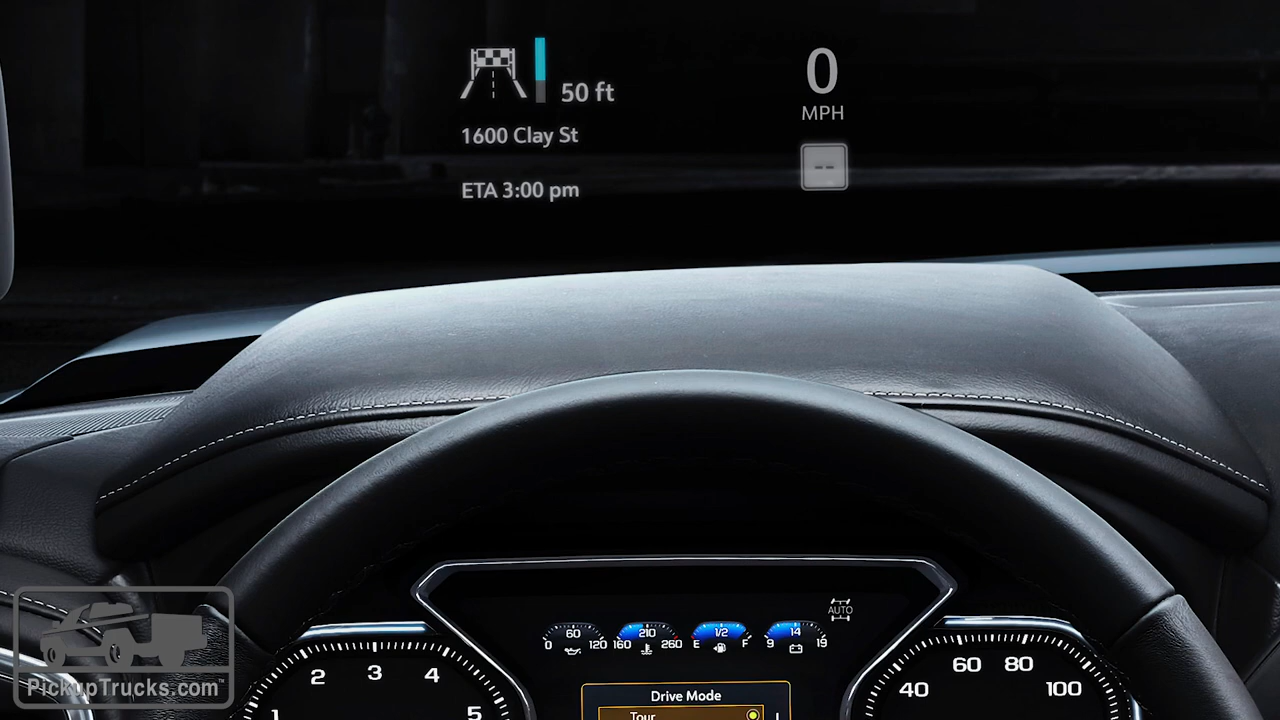 50 ft
0
MPH
1600 Clay St
--
ETA 3:00 pm
AUTO
60
0 120
210
160 260
1/2
E F
14
9 19
1 2 3 4 5
40 60 80 100
Drive Mode
Tour
PickupTrucks.com™